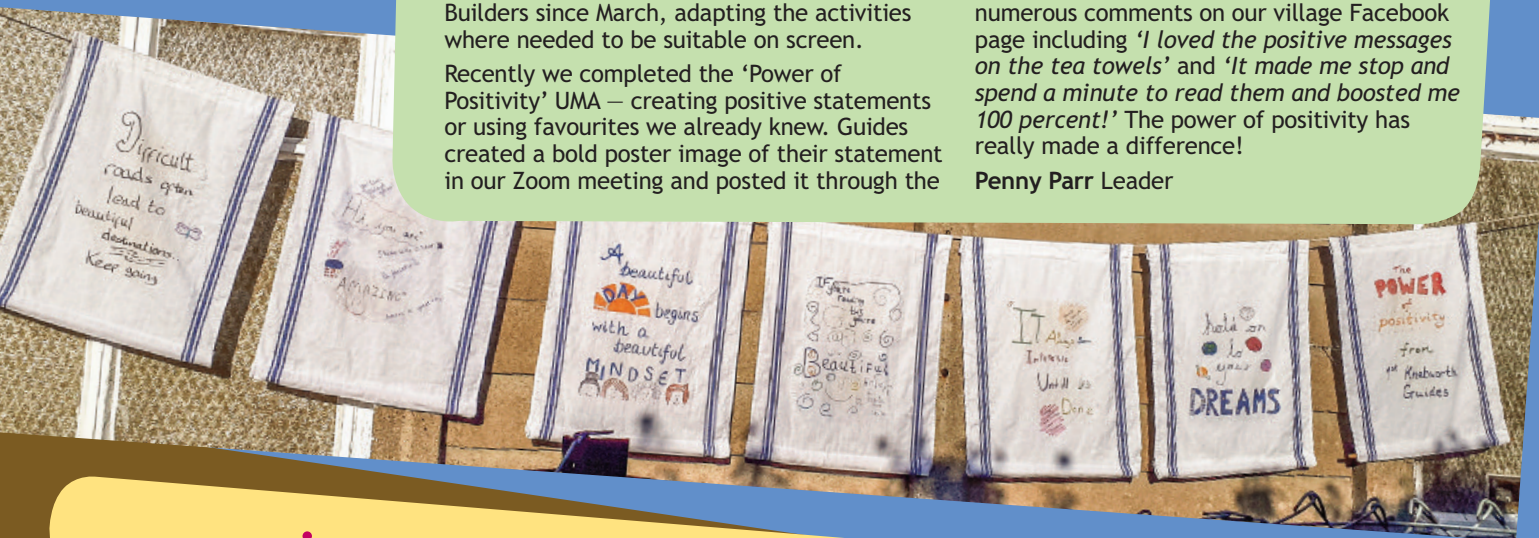 Builders since March, adapting the activities
where needed to be suitable on screen.
Recently we completed the ‘Power of
Positivity’ UMA — creating positive statements
or using favourites we already knew. Guides
created a bold poster image of their statement
in our Zoom meeting and posted it through the
numerous comments on our village Facebook
page including ‘I loved the positive messages
on the tea towels’ and ‘It made me stop and
spend a minute to read them and boosted me
100 percent!’ The power of positivity has
really made a difference!
Penny Parr Leader
Difficult
roads often
lead to
beautiful
destinations..
Keep going
you are
AMAZING
A
beautiful
DAY begins
with a
beautiful
MINDSET
IF
reading
Beautiful
IT Always
Until its
Done
hold on
to
your
DREAMS
The
POWER
of
positivity
from
1st Knebworth
Guides